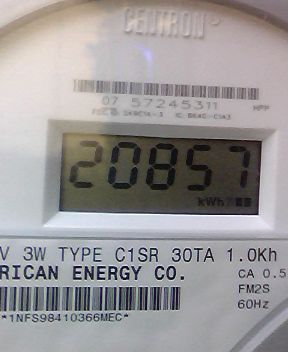 CENTRON
07 57245311
20857
kWh
V 3W TYPE C1SR 30TA 1.0Kh
RICAN ENERGY CO.
CA 0.5
FM2S
60Hz
*1NFS98410366MEC*